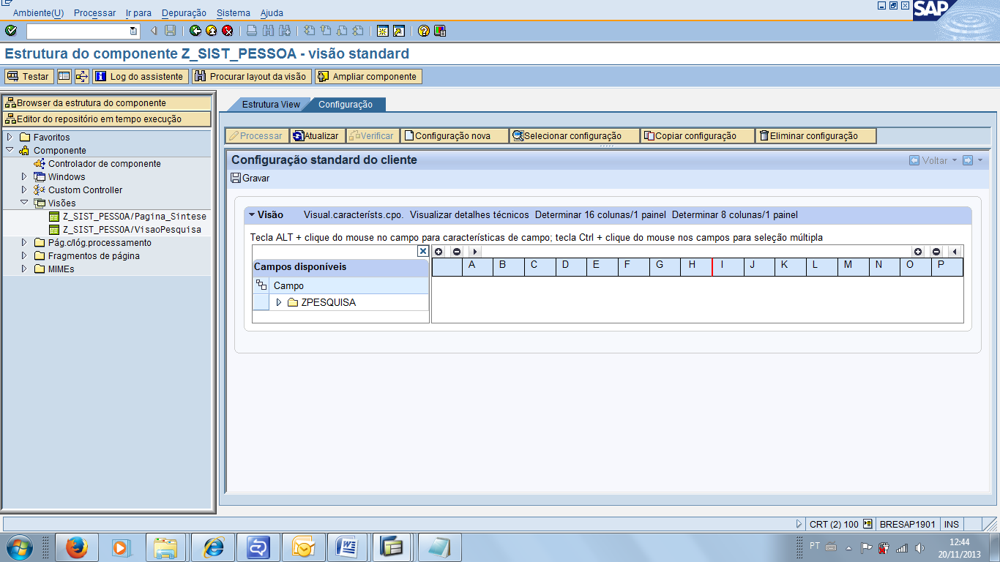 Ambiente(U) Processar Ir para Depuração Sistema Ajuda
SAP
Estrutura do componente Z_SIST_PESSOA - visão standard
Testar Log do assistente Procurar layout da visão Ampliar componente
Browser da estrutura do componente
Editor do repositório em tempo execução
Favoritos
Componente
Controlador de componente
Windows
Custom Controller
Visões
Z_SIST_PESSOA/Pagina_Sintese
Z_SIST_PESSOA/VisaoPesquisa
Pág.c/lóg.processamento
Fragmentos de página
MIMEs
Estrutura View Configuração
Processar Atualizar Verificar Configuração nova Selecionar configuração Copiar configuração Eliminar configuração
Configuração standard do cliente Voltar
Gravar
Visão Visual.característs.cpo. Visualizar detalhes técnicos Determinar 16 colunas/1 painel Determinar 8 colunas/1 painel
Tecla ALT + clique do mouse no campo para características de campo; tecla Ctrl + clique do mouse nos campos para seleção múltipla
Campos disponíveis
Campo
ZPESQUISA
A B C D E F G H I J K L M N O P
CRT (2) 100 BRESAP1901 INS
PT 12:44
20/11/2013